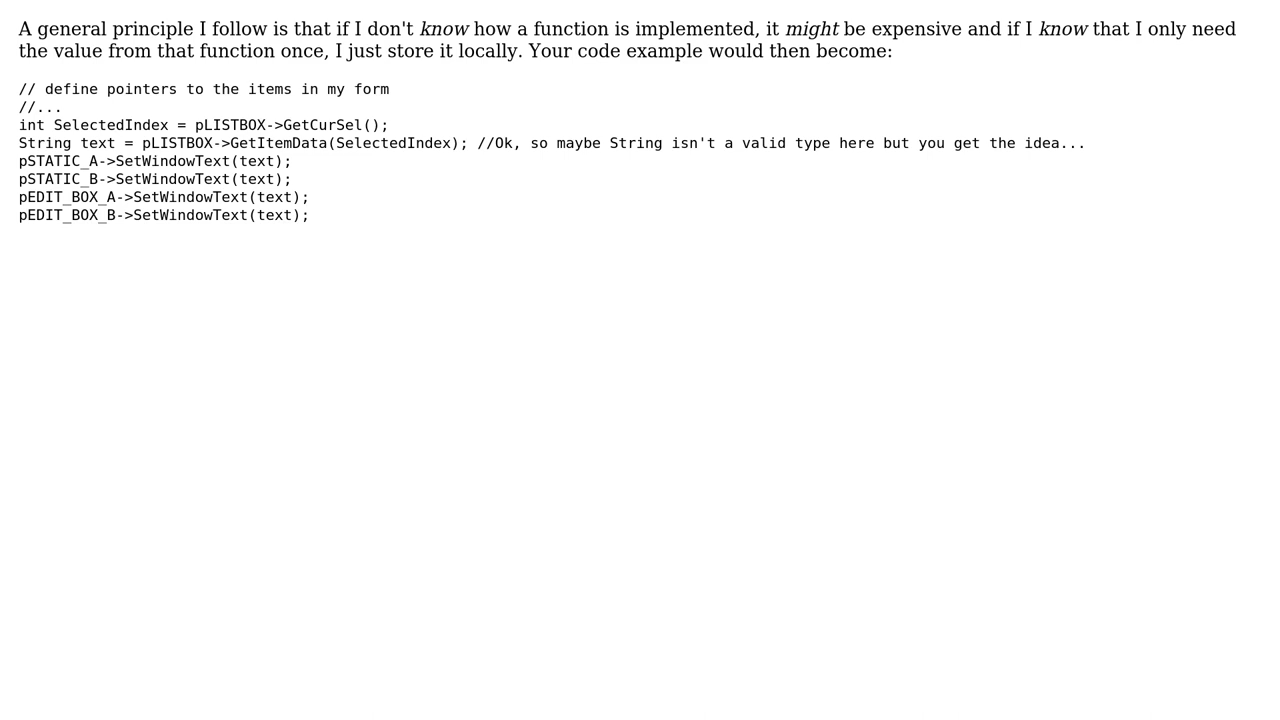 A general principle I follow is that if I don't know how a function is implemented, it might be expensive and if I know that I only need
the value from that function once, I just store it locally. Your code example would then become:
// define pointers to the items in my form
//...
int SelectedIndex = pLISTBOX->GetCurSel();
String text = pLISTBOX->GetItemData(SelectedIndex); //Ok, so maybe String isn't a valid type here but you get the idea...
pSTATIC_A->SetWindowText(text);
pSTATIC_B->SetWindowText(text);
pEDIT_BOX_A->SetWindowText(text);
pEDIT_BOX_B->SetWindowText(text);